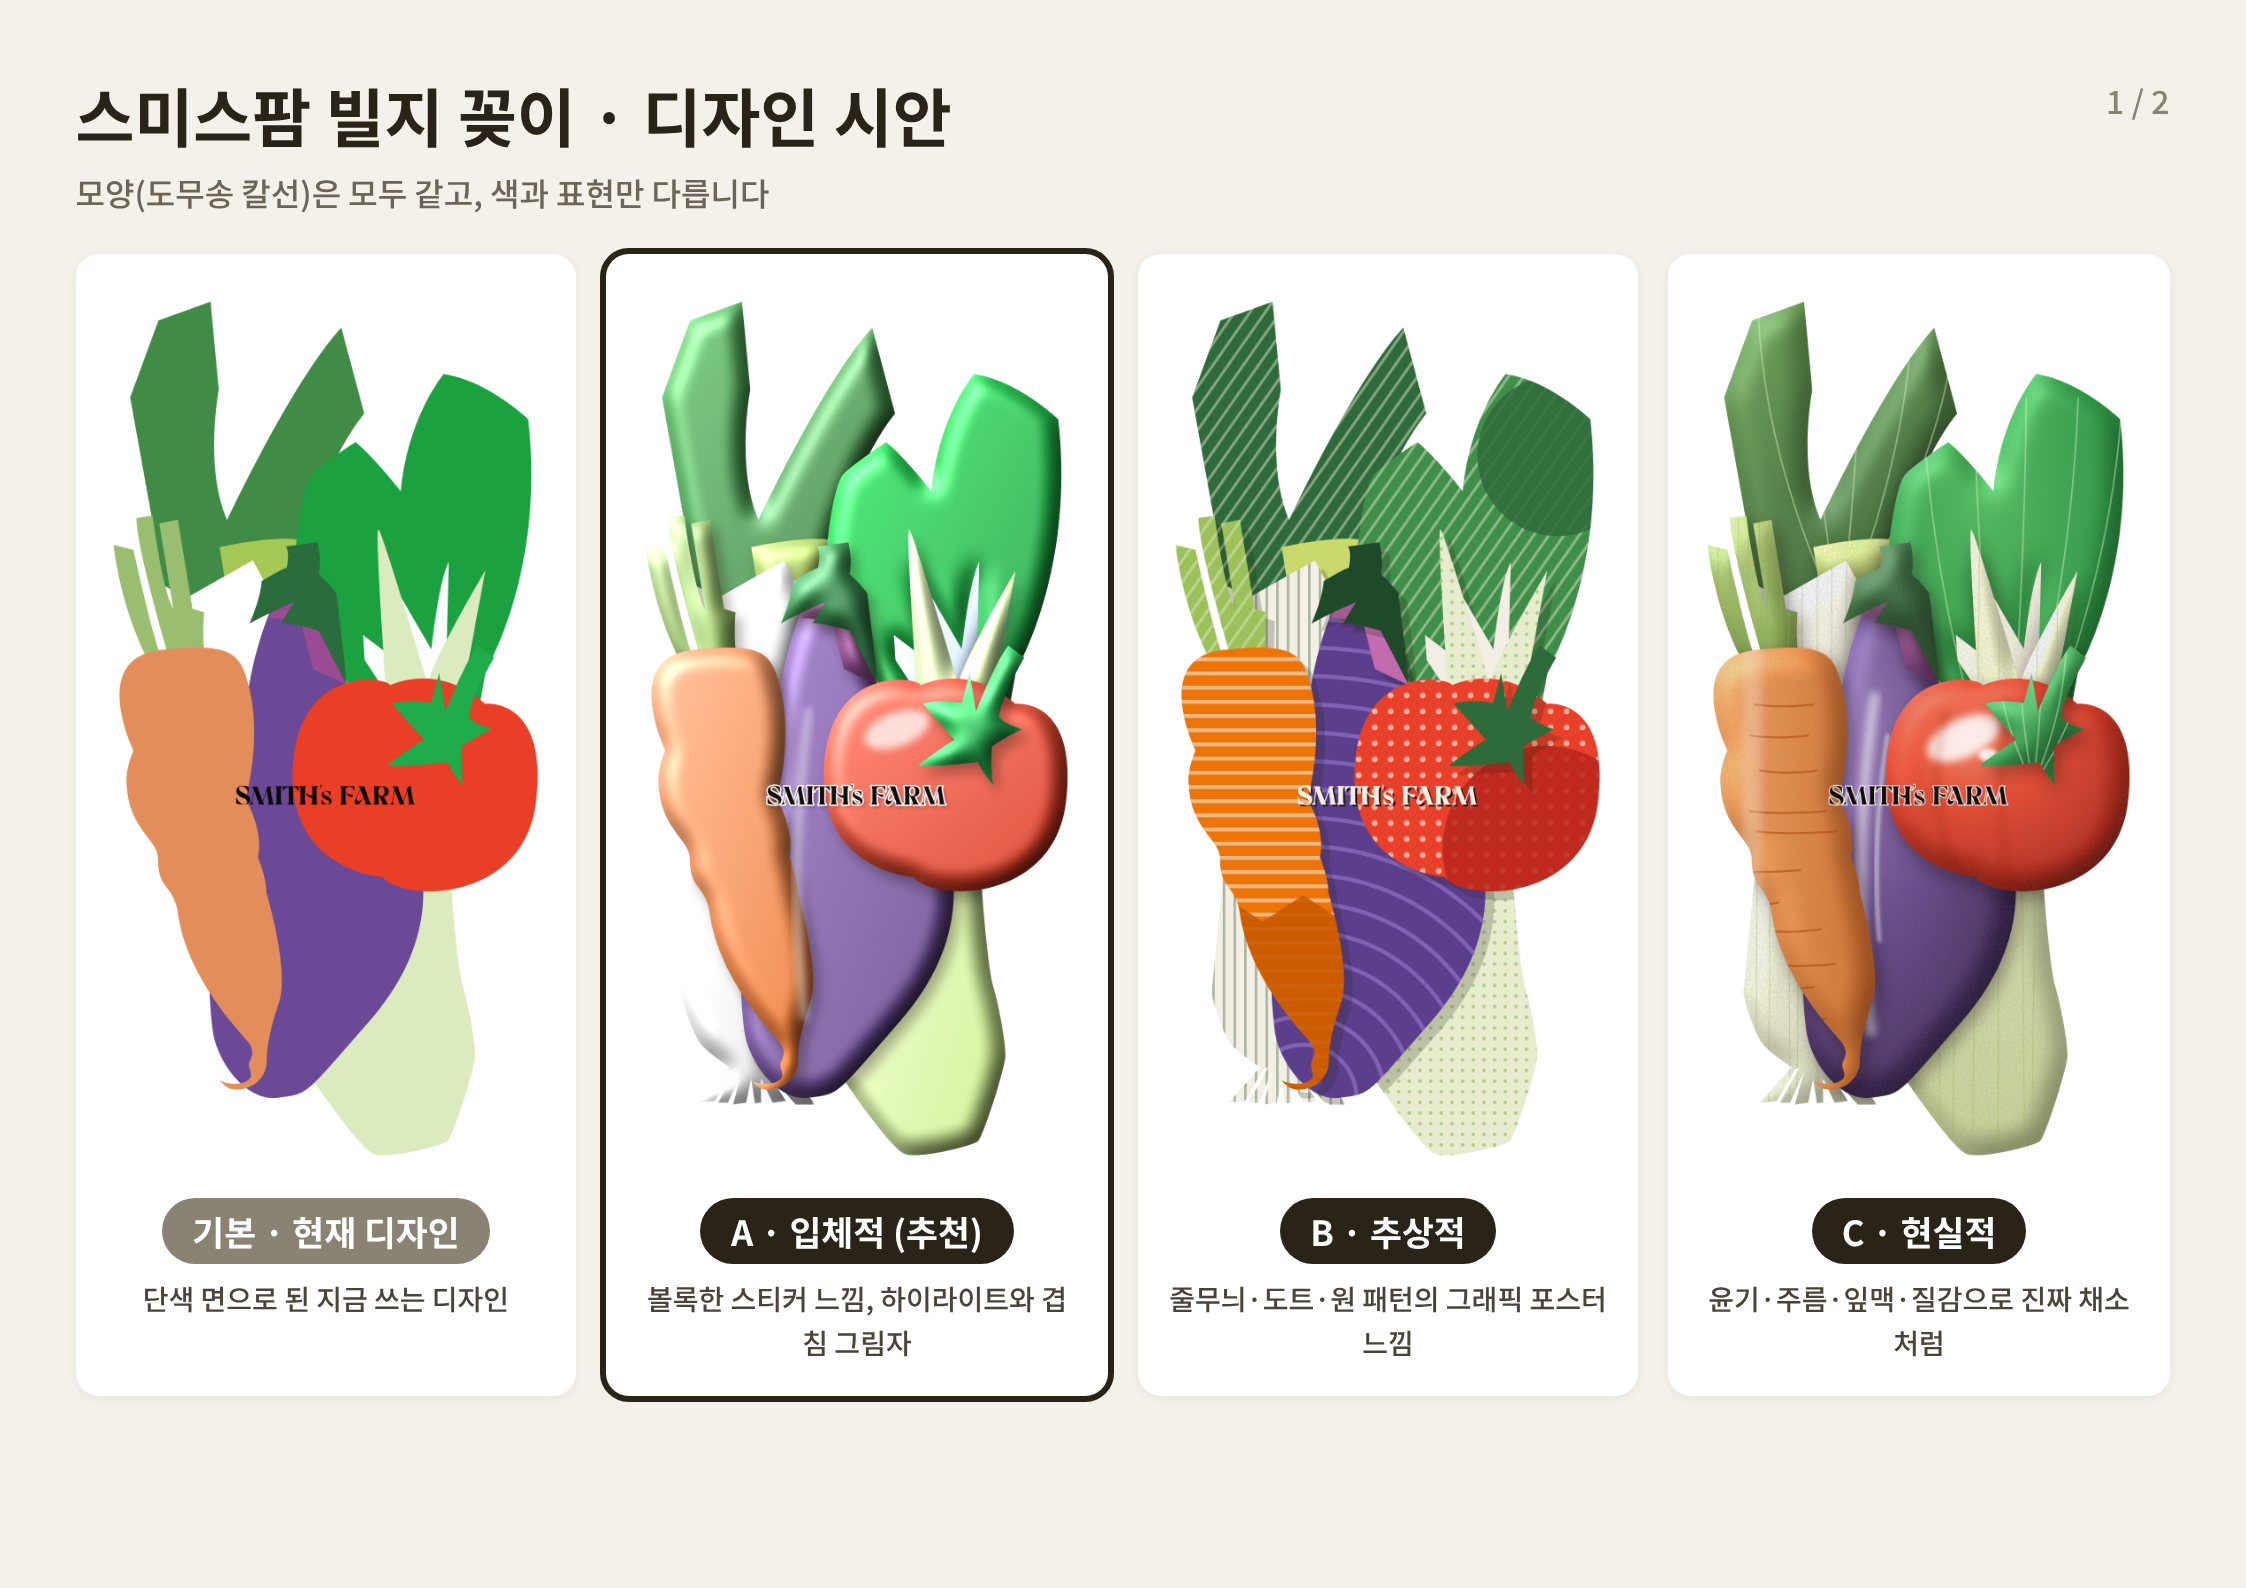 스미스팜 빌지 꽂이 · 디자인 시안
1 / 2
모양(도무송 칼선)은 모두 같고, 색과 표현만 다릅니다
SMITH's FARM
SMITH's FARM
SMITH's FARM
SMITH's FARM
기본 · 현재 디자인
단색 면으로 된 지금 쓰는 디자인
A · 입체적 (추천)
볼록한 스티커 느낌, 하이라이트와 겹
침 그림자
B · 추상적
줄무늬·도트·원 패턴의 그래픽 포스터
느낌
C · 현실적
윤기·주름·잎맥·질감으로 진짜 채소
처럼